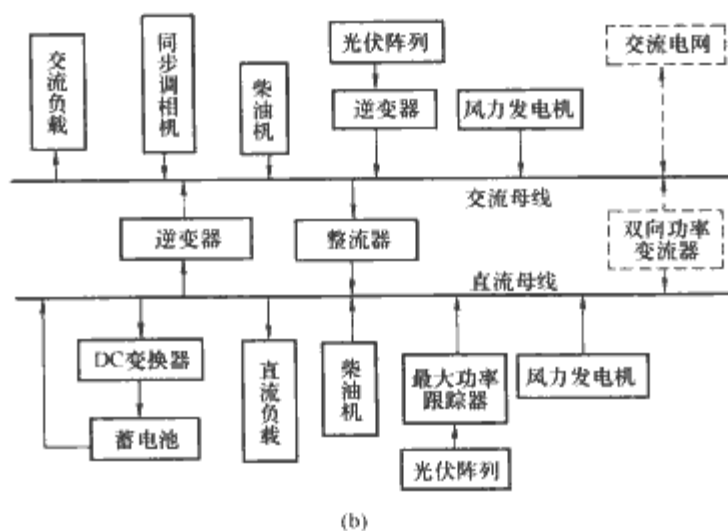 交流负载
同步调相机
柴油机
光伏阵列
逆变器
风力发电机
交流电网
交流母线
逆变器
整流器
双向功率
变流器
直流母线
DC变换器
蓄电池
直流负载
柴油机
最大功率
跟踪器
光伏阵列
风力发电机
(b)